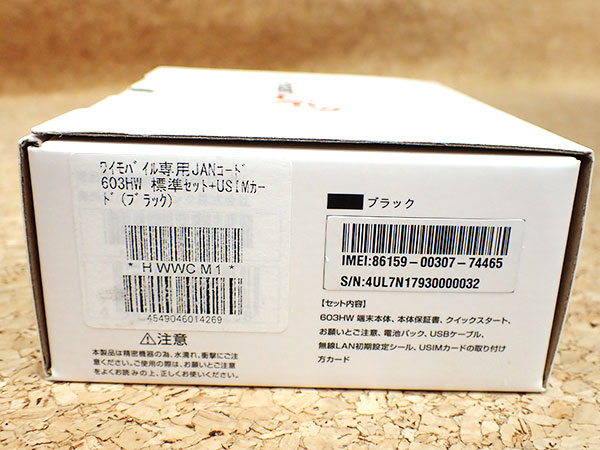 ワイモバイル専用JANコード
603HW 標準セット+USIMカー
ド(ブラック)
* HWWCM1 *
4549046014269
⚠注意
本製品は精密機器の為、水濡れ、衝撃にご注
意ください。ご使用の際は、お願いとご注意
をよくお読みの上、正しくお使いください。
ブラック
IMEI:86159-00307-74465
S/N:4UL7N17930000032
【セット内容】
603HW 端末本体、本体保証書、クイックスタート、
お願いとご注意、電池パック、USBケーブル、
無線LAN初期設定シール、USIMカードの取り付け
方カード